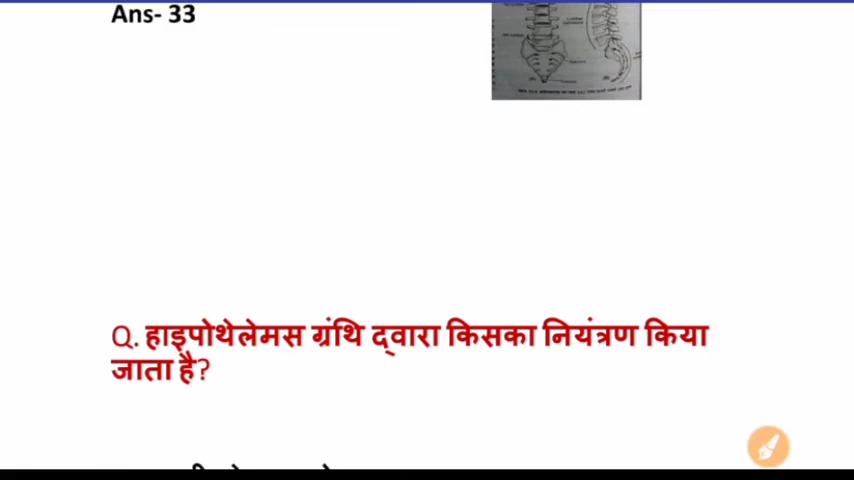 Ans- 33
Q. हाइपोथेलेमस ग्रंथि द्वारा किसका नियंत्रण किया
जाता है?